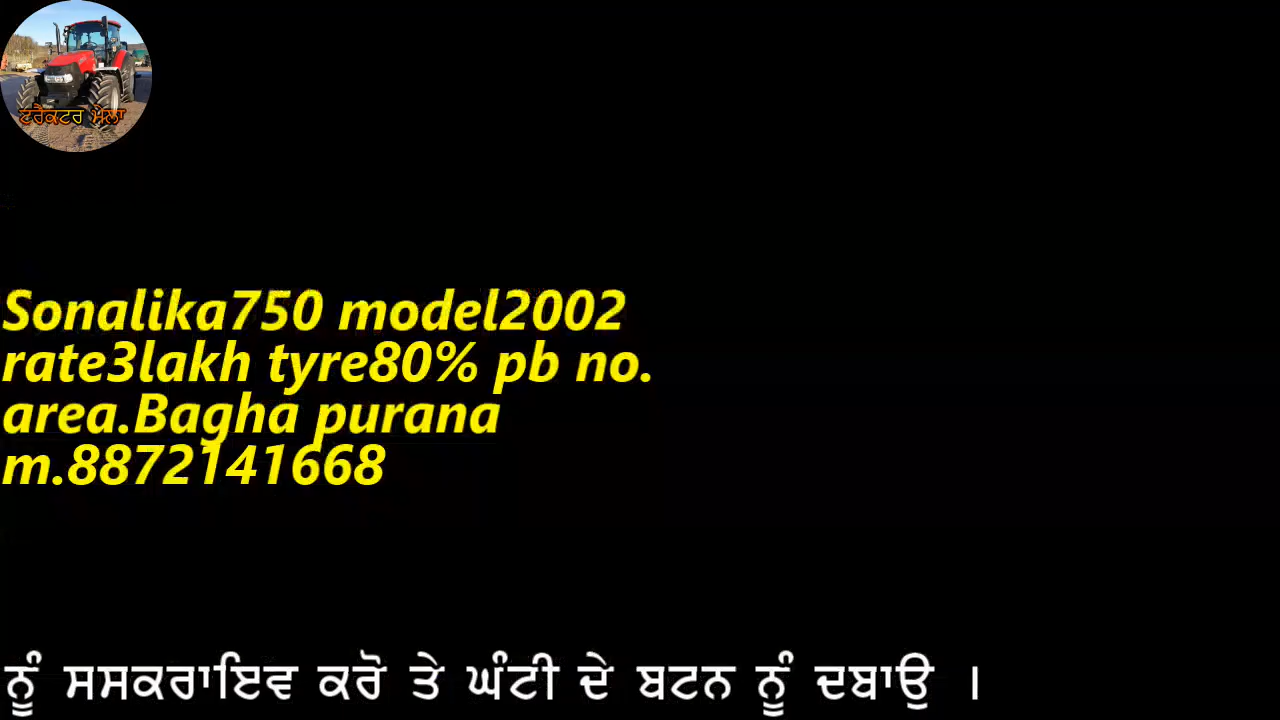 ਟਰੈਕਟਰ ਮੇਲਾ
Sonalika750 model2002
rate3lakh tyre80% pb no.
area.Bagha purana
m.8872141668
ਨੂੰ ਸਸਕਰਾਇਵ ਕਰੋ ਤੇ ਘੰਟੀ ਦੇ ਬਟਨ ਨੂੰ ਦਬਾਉ ।